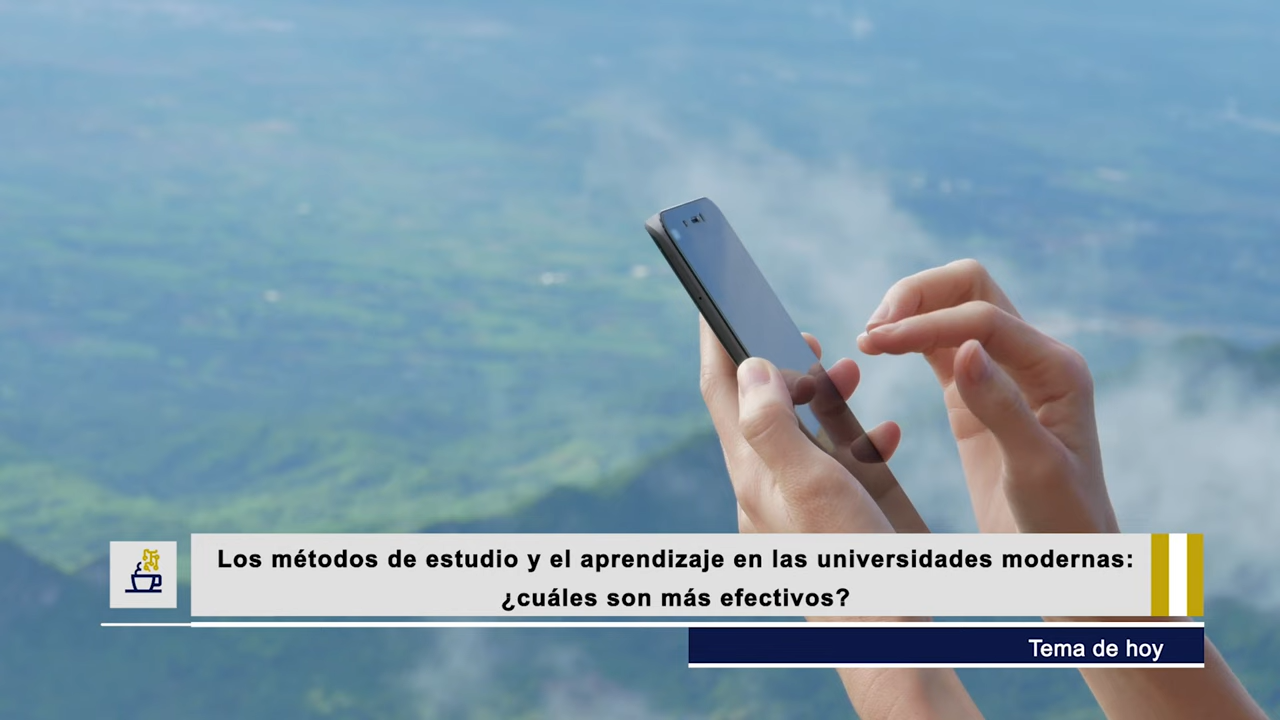 Los métodos de estudio y el aprendizaje en las universidades modernas:
¿cuáles son más efectivos?
Tema de hoy